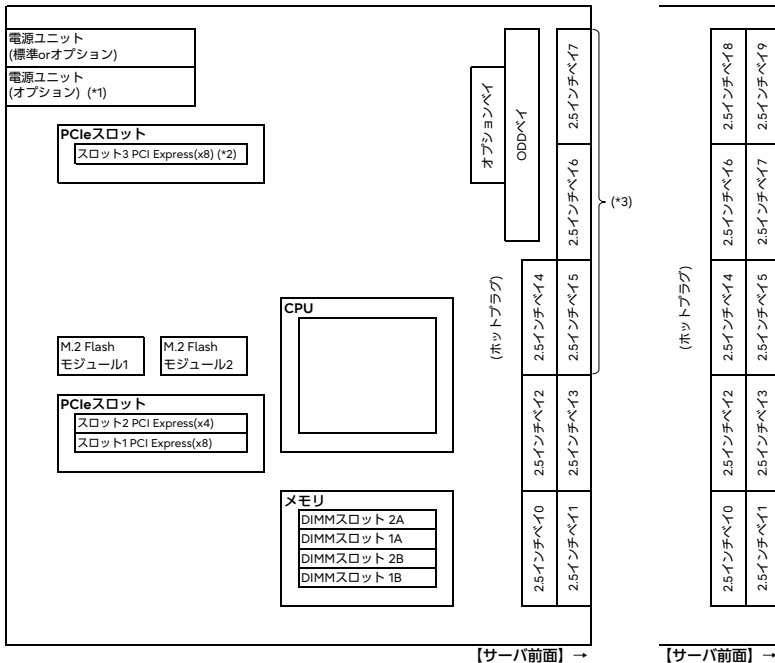 電源ユニット
(標準orオプション)
電源ユニット
(オプション) (*1)
PCIeスロット
スロット3 PCI Express(x8) (*2)
M.2 Flash
モジュール1
M.2 Flash
モジュール2
PCIeスロット
スロット2 PCI Express(x4)
スロット1 PCI Express(x8)
CPU
メモリ
DIMMスロット 2A
DIMMスロット 1A
DIMMスロット 2B
DIMMスロット 1B
オプションベイ
ODDベイ
2.5インチベイ7
2.5インチベイ6
(*3)
(ホットプラグ)
2.5インチベイ4
2.5インチベイ5
2.5インチベイ2
2.5インチベイ3
2.5インチベイ0
2.5インチベイ1
【サーバ前面】→
2.5インチベイ8
2.5インチベイ9
2.5インチベイ6
2.5インチベイ7
(ホットプラグ)
2.5インチベイ4
2.5インチベイ5
2.5インチベイ2
2.5インチベイ3
2.5インチベイ0
2.5インチベイ1
【サーバ前面】→